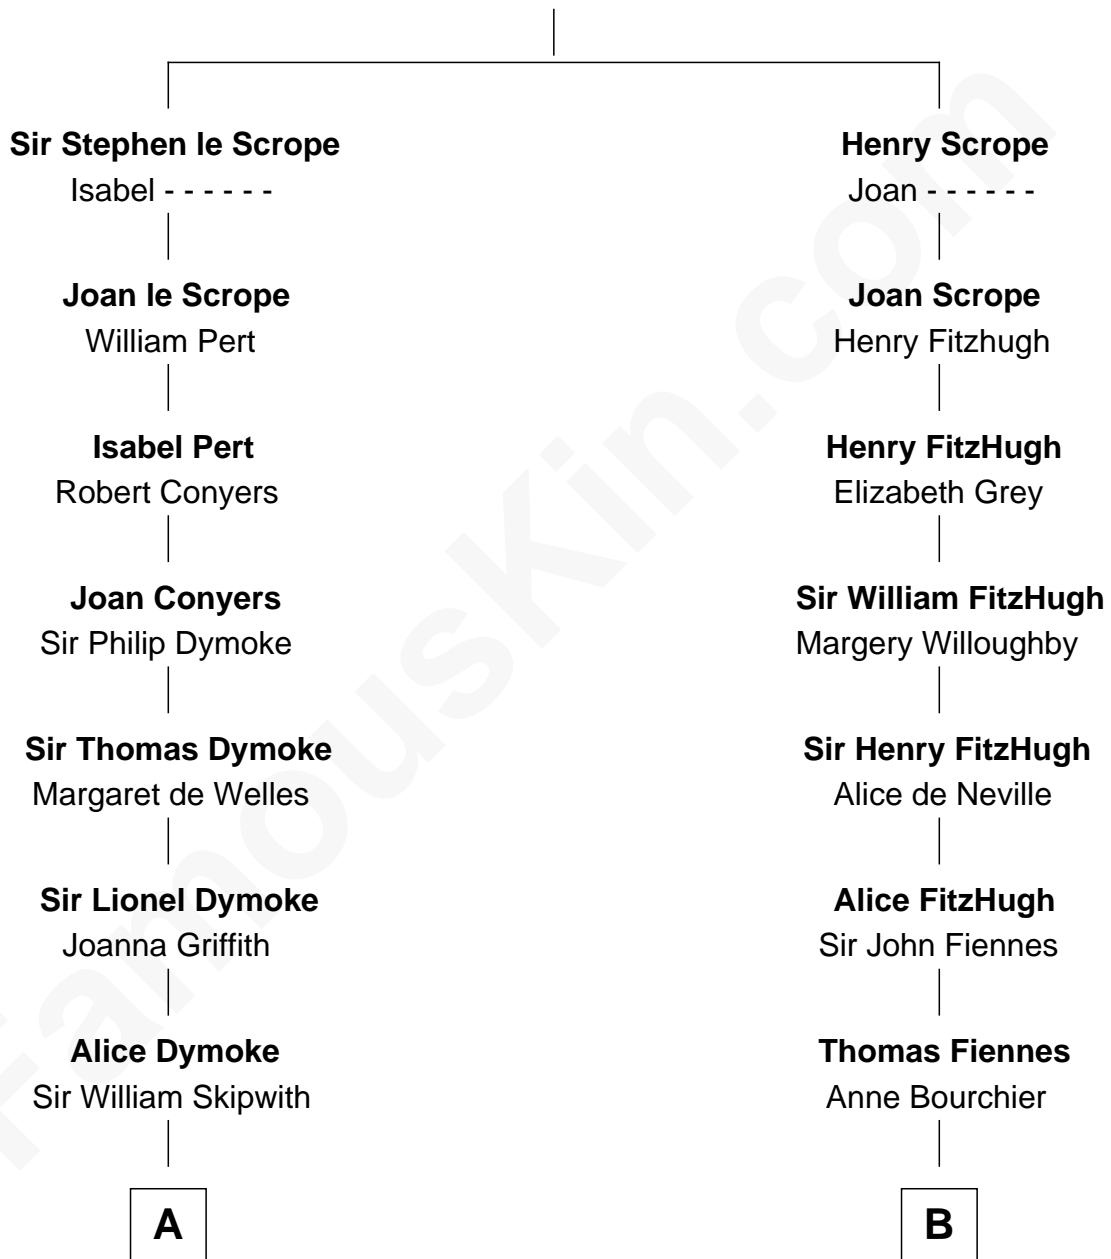 Sir Stephen le Scrope
Isabel - - - - - -
Joan le Scrope
William Pert
Isabel Pert
Robert Conyers
Joan Conyers
Sir Philip Dymoke
Sir Thomas Dymoke
Margaret de Welles
Sir Lionel Dymoke
Joanna Griffith
Alice Dymoke
Sir William Skipwith
A
Henry Scrope
Joan - - - - - -
Joan Scrope
Henry Fitzhugh
Henry FitzHugh
Elizabeth Grey
Sir William FitzHugh
Margery Willoughby
Sir Henry FitzHugh
Alice de Neville
Alice FitzHugh
Sir John Fiennes
Thomas Fiennes
Anne Bourchier
B
FamousKin.com